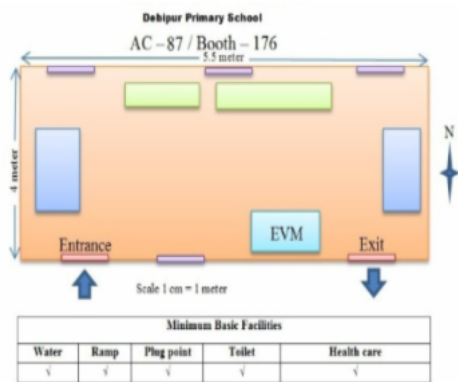 Debipur Primary School
AC – 87 / Booth – 176
5.5 meter
4 meter
N
EVM
Entrance
Exit
Scale 1 cm = 1 meter
Minimum Basic Facilities
Water Ramp Plug point Toilet Health care
√ √ √ √ √